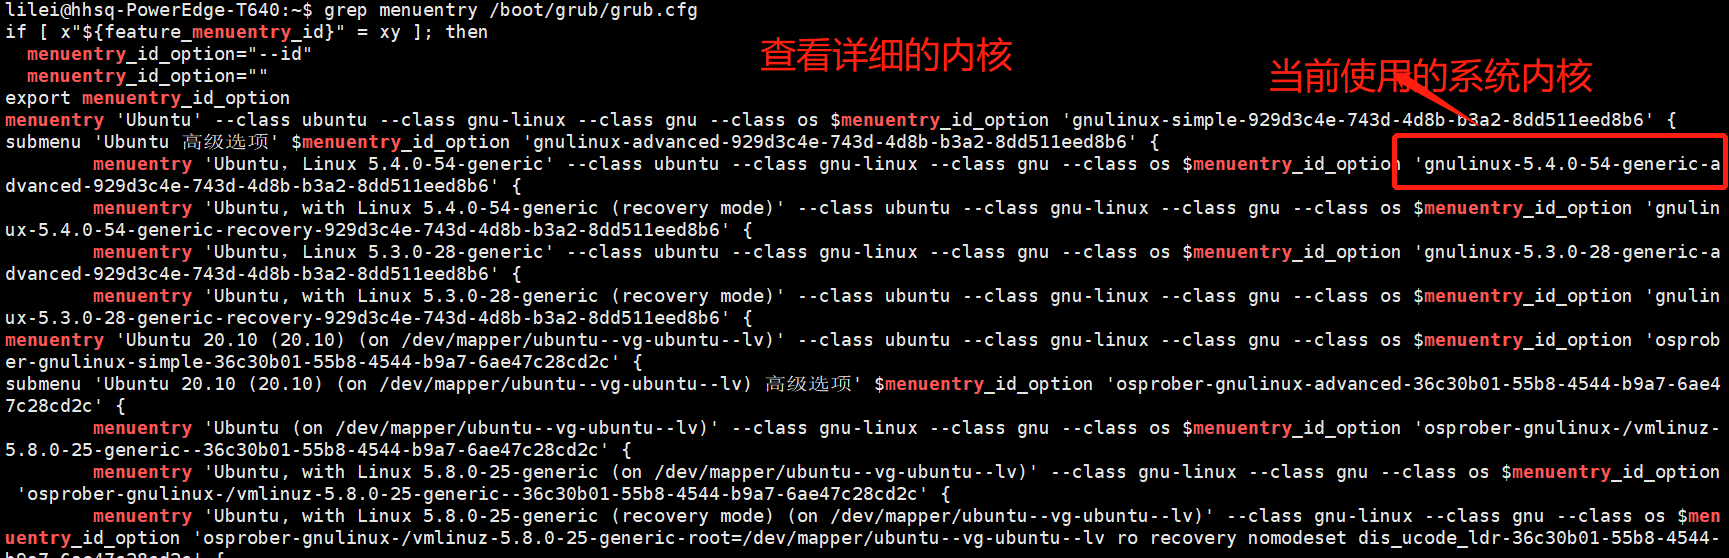 lilei@hhsq-PowerEdge-T640:~$ grep menuentry /boot/grub/grub.cfg
if [ x"${feature_menuentry_id}" = xy ]; then
  menuentry_id_option="--id"
查看详细的内核
  menuentry_id_option=""
当前使用的系统内核
export menuentry_id_option
menuentry 'Ubuntu' --class ubuntu --class gnu-linux --class gnu --class os $menuentry_id_option 'gnulinux-simple-929d3c4e-743d-4d8b-b3a2-8dd511eed8b6' {
submenu 'Ubuntu 高级选项' $menuentry_id_option 'gnulinux-advanced-929d3c4e-743d-4d8b-b3a2-8dd511eed8b6' {
        menuentry 'Ubuntu，Linux 5.4.0-54-generic' --class ubuntu --class gnu-linux --class gnu --class os $menuentry_id_option 'gnulinux-5.4.0-54-generic-a
dvanced-929d3c4e-743d-4d8b-b3a2-8dd511eed8b6' {
        menuentry 'Ubuntu, with Linux 5.4.0-54-generic (recovery mode)' --class ubuntu --class gnu-linux --class gnu --class os $menuentry_id_option 'gnulin
ux-5.4.0-54-generic-recovery-929d3c4e-743d-4d8b-b3a2-8dd511eed8b6' {
        menuentry 'Ubuntu，Linux 5.3.0-28-generic' --class ubuntu --class gnu-linux --class gnu --class os $menuentry_id_option 'gnulinux-5.3.0-28-generic-a
dvanced-929d3c4e-743d-4d8b-b3a2-8dd511eed8b6' {
        menuentry 'Ubuntu, with Linux 5.3.0-28-generic (recovery mode)' --class ubuntu --class gnu-linux --class gnu --class os $menuentry_id_option 'gnulin
ux-5.3.0-28-generic-recovery-929d3c4e-743d-4d8b-b3a2-8dd511eed8b6' {
menuentry 'Ubuntu 20.10 (20.10) (on /dev/mapper/ubuntu--vg-ubuntu--lv)' --class ubuntu --class gnu-linux --class gnu --class os $menuentry_id_option 'osprob
er-gnulinux-simple-36c30b01-55b8-4544-b9a7-6ae47c28cd2c' {
submenu 'Ubuntu 20.10 (20.10) (on /dev/mapper/ubuntu--vg-ubuntu--lv) 高级选项' $menuentry_id_option 'osprober-gnulinux-advanced-36c30b01-55b8-4544-b9a7-6ae4
7c28cd2c' {
        menuentry 'Ubuntu (on /dev/mapper/ubuntu--vg-ubuntu--lv)' --class gnu-linux --class gnu --class os $menuentry_id_option 'osprober-gnulinux-/vmlinuz-
5.8.0-25-generic--36c30b01-55b8-4544-b9a7-6ae47c28cd2c' {
        menuentry 'Ubuntu, with Linux 5.8.0-25-generic (on /dev/mapper/ubuntu--vg-ubuntu--lv)' --class gnu-linux --class gnu --class os $menuentry_id_option
 'osprober-gnulinux-/vmlinuz-5.8.0-25-generic--36c30b01-55b8-4544-b9a7-6ae47c28cd2c' {
        menuentry 'Ubuntu, with Linux 5.8.0-25-generic (recovery mode) (on /dev/mapper/ubuntu--vg-ubuntu--lv)' --class gnu-linux --class gnu --class os $men
uentry_id_option 'osprober-gnulinux-/vmlinuz-5.8.0-25-generic-root=/dev/mapper/ubuntu--vg-ubuntu--lv ro recovery nomodeset dis_ucode_ldr-36c30b01-55b8-4544-
b9a7-6ae47c28cd2c' {